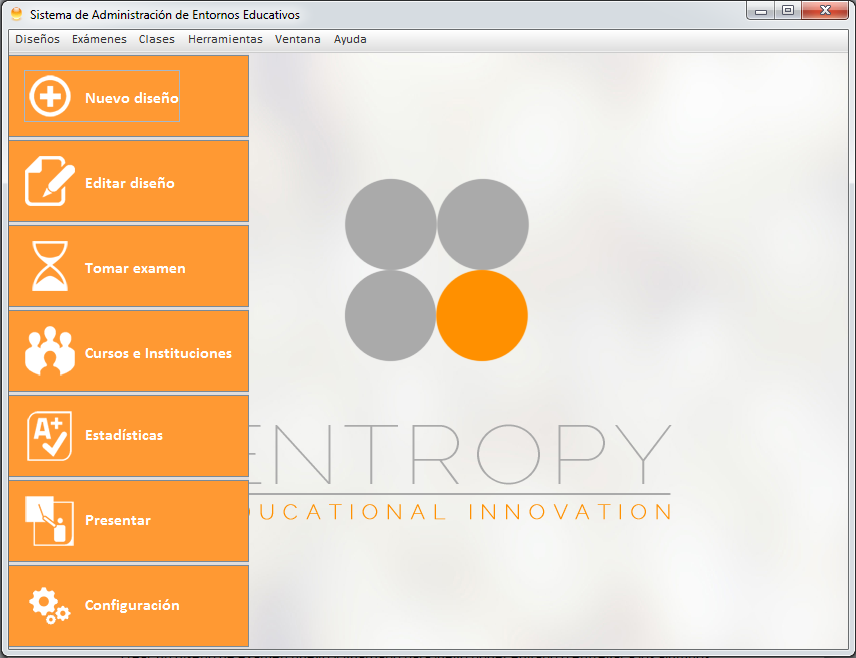 Sistema de Administración de Entornos Educativos
Diseños Exámenes Clases Herramientas Ventana Ayuda
Nuevo diseño
Editar diseño
Tomar examen
Cursos e Instituciones
A+
Estadísticas
Presentar
Configuración
ENTROPY
UCATIONAL INNOVATION